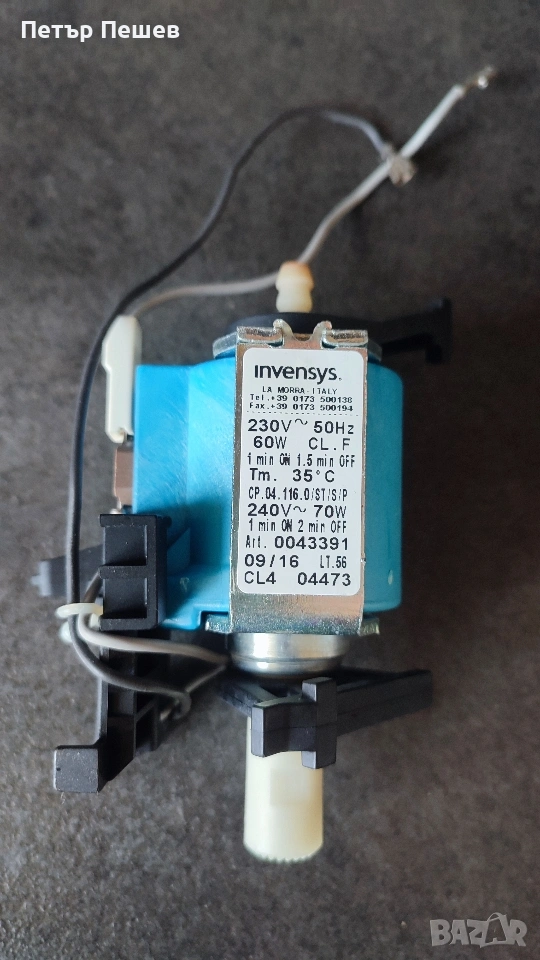 Петър Пешев
invensys.
LA MORRA-ITALY
Tel.+39 0173 500138
Fax.+39 0173 500194
230V~ 50Hz
60W CL.F
1 min ON 1.5 min OFF
Tm. 35°C
CP.04.116.0/ST/S/P
240V~ 70W
1 min ON 2 min OFF
Art. 0043391
09/16 LT.56
CL4 04473
BAZAR